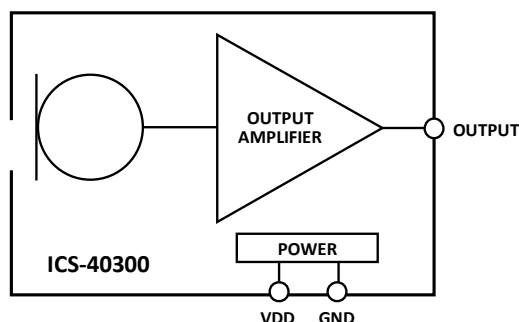 OUTPUT
AMPLIFIER
OUTPUT
POWER
ICS-40300
VDD GND